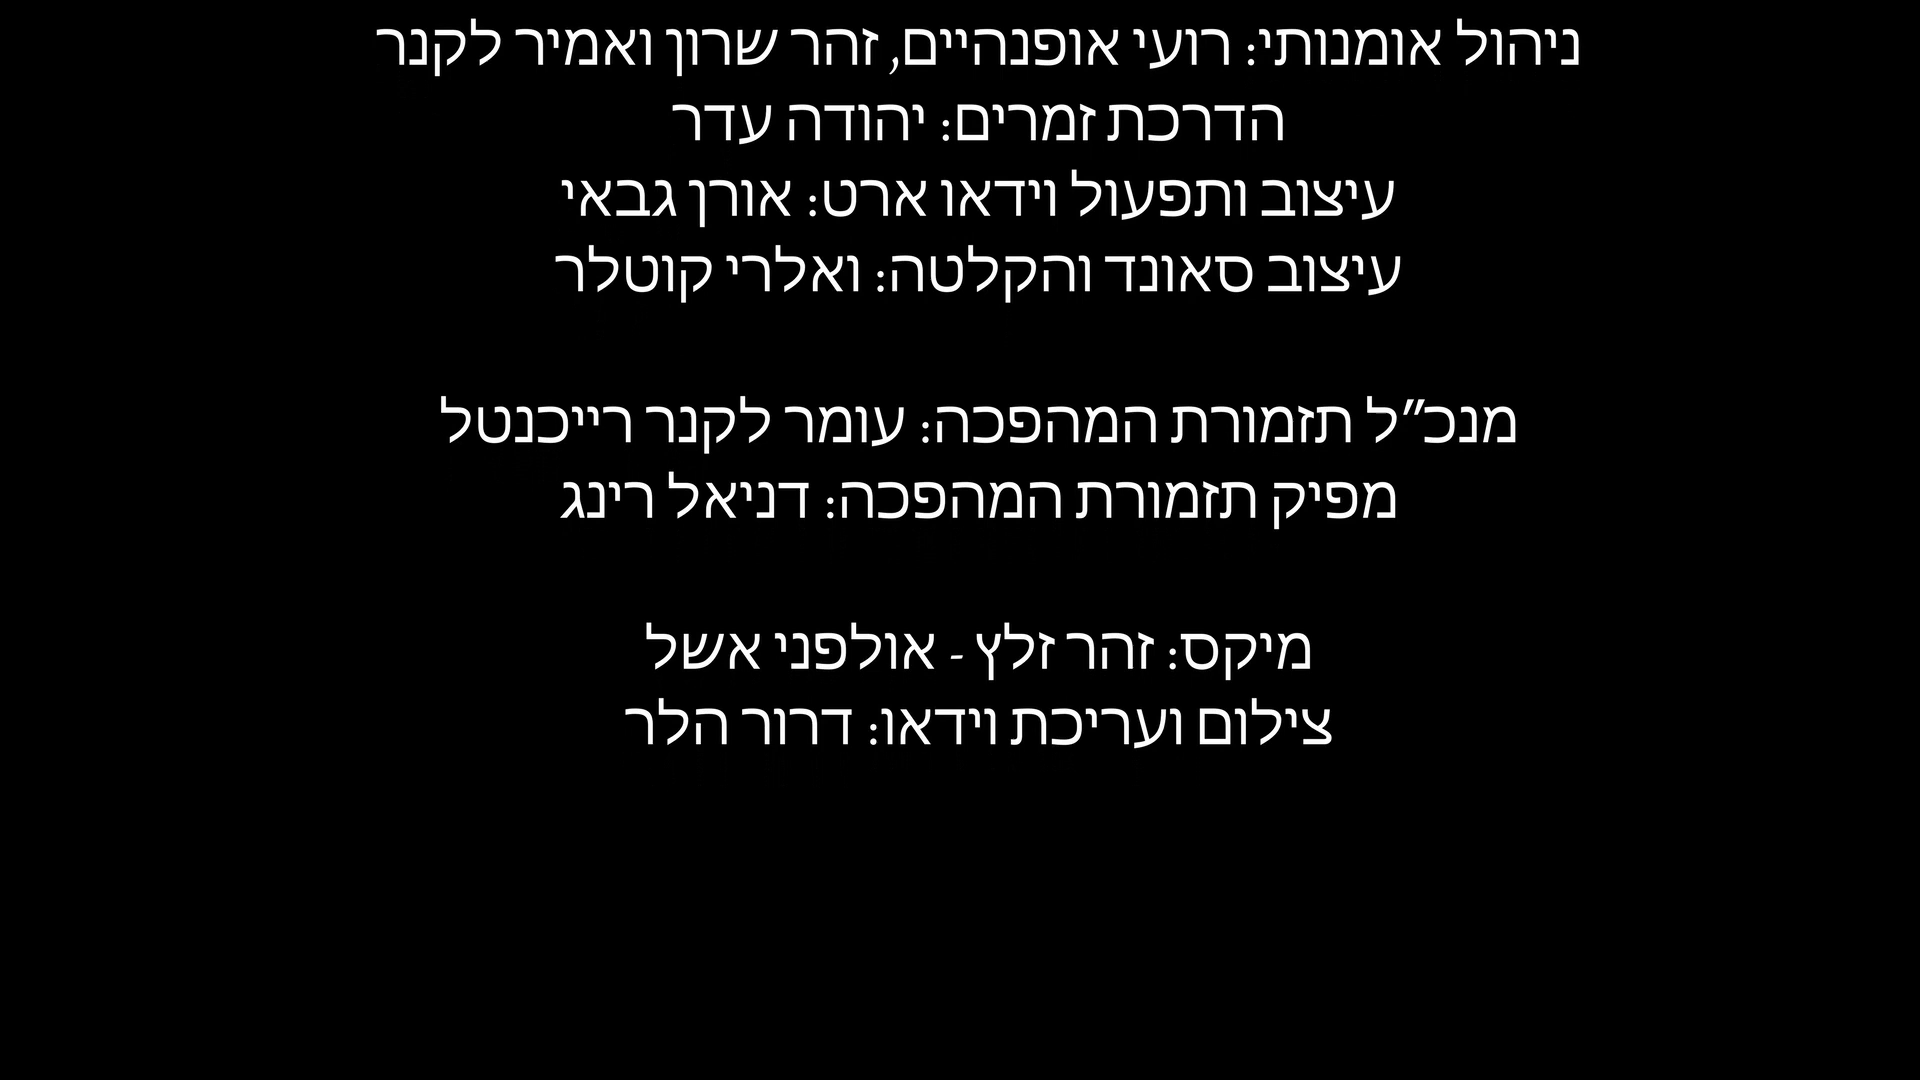 ניהול אומנותי: רועי אופנהיים, זהר שרון ואמיר לקנר
הדרכת זמרים: יהודה עדר
עיצוב ותפעול וידאו ארט: אורן גבאי
עיצוב סאונד והקלטה: ואלרי קוטלר
מנכ״ל תזמורת המהפכה: עומר לקנר רייכנטל
מפיק תזמורת המהפכה: דניאל רינג
מיקס: זהר זלץ - אולפני אשל
צילום ועריכת וידאו: דרור הלר